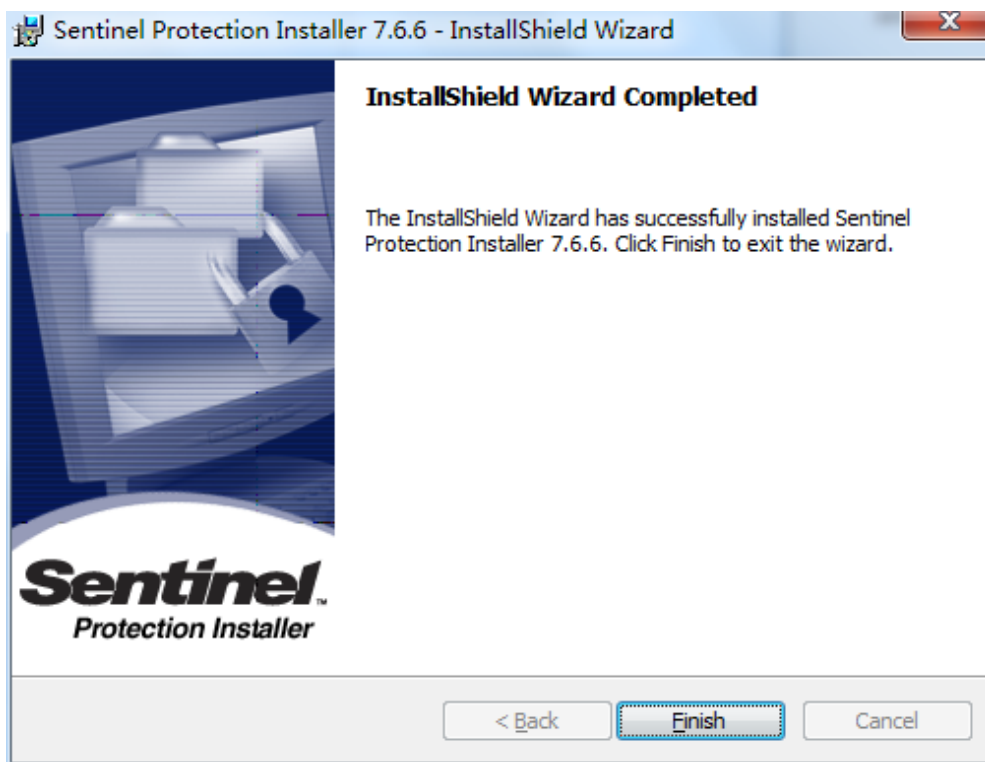 Sentinel Protection Installer 7.6.6 - InstallShield Wizard
InstallShield Wizard Completed
The InstallShield Wizard has successfully installed Sentinel
Protection Installer 7.6.6. Click Finish to exit the wizard.
Sentinel™
Protection Installer
< Back Finish Cancel